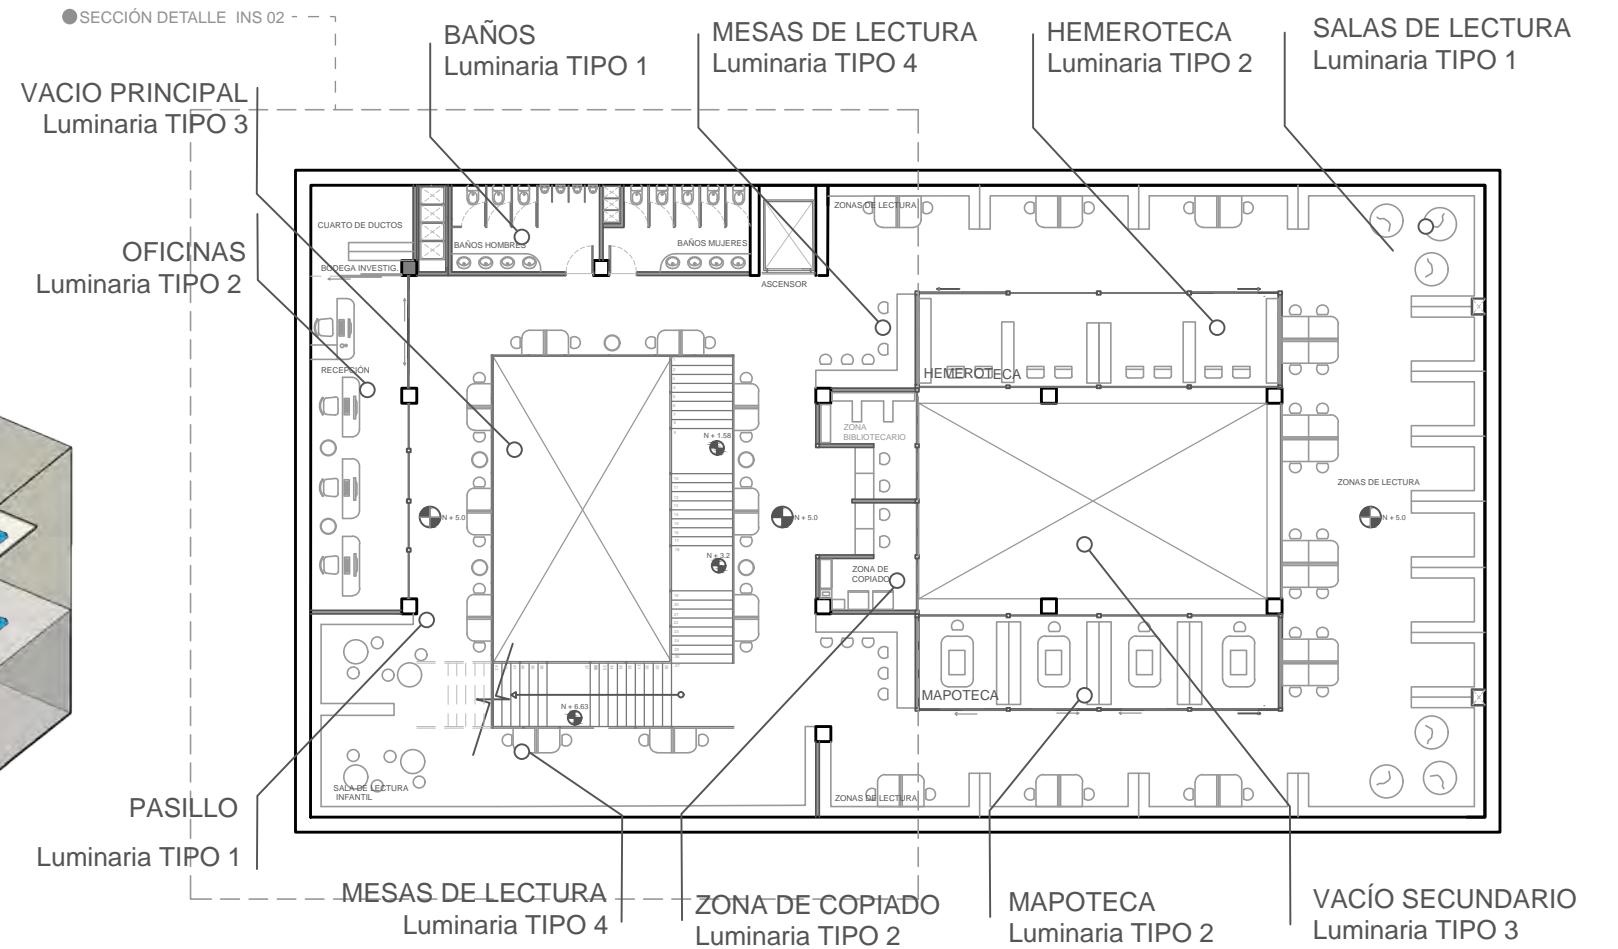 SECCIÓN DETALLE INS 02
BAÑOS
Luminaria TIPO 1
MESAS DE LECTURA
Luminaria TIPO 4
HEMEROTECA
Luminaria TIPO 2
SALAS DE LECTURA
Luminaria TIPO 1
VACIO PRINCIPAL
Luminaria TIPO 3
OFICINAS
Luminaria TIPO 2
CUARTO DE DUCTOS
BODEGA INVESTIG.
BAÑOS HOMBRES
BAÑOS MUJERES
ASCENSOR
ZONAS DE LECTURA
RECEPCIÓN
HEMEROTECA
ZONA
BIBLIOTECARIO
N + 1.58
ZONAS DE LECTURA
N + 5.0
N + 5.0
N + 5.0
N + 3.2
ZONA DE
COPIADO
MAPOTECA
N + 6.63
SALA DE LECTURA
INFANTIL
ZONAS DE LECTURA
PASILLO
Luminaria TIPO 1
MESAS DE LECTURA
Luminaria TIPO 4
ZONA DE COPIADO
Luminaria TIPO 2
MAPOTECA
Luminaria TIPO 2
VACÍO SECUNDARIO
Luminaria TIPO 3